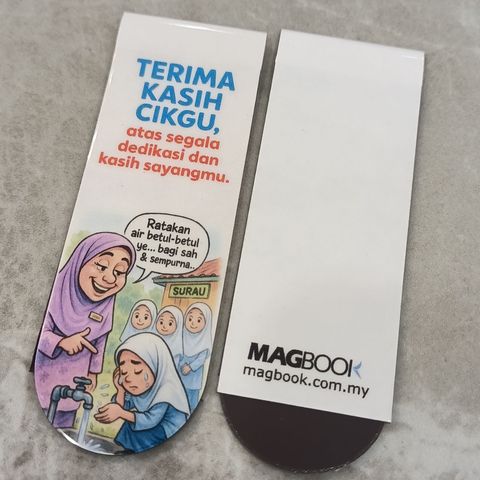 TERIMA
KASIH
CIKGU,
atas segala
dedikasi dan
kasih sayangmu.
Ratakan
air betul-betul
ye... bagi sah
& sempurna..
SURAU
MAGBOOK
magbook.com.my